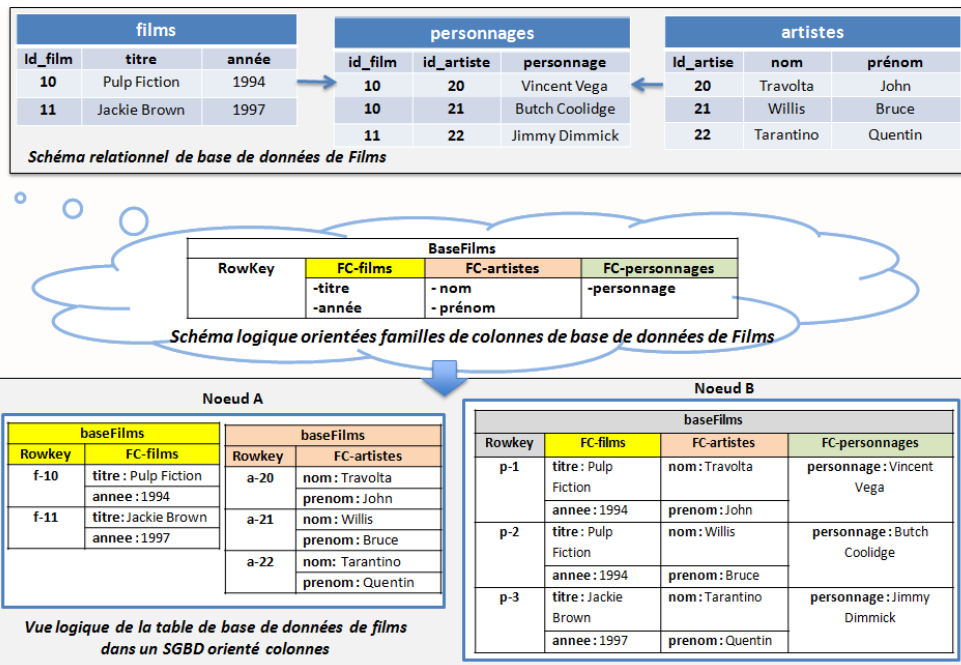 films
Id_film titre année
10 Pulp Fiction 1994
11 Jackie Brown 1997
personnages
id_film id_artiste personnage
10 20 Vincent Vega
10 21 Butch Coolidge
11 22 Jimmy Dimmick
artistes
Id_artise nom prénom
20 Travolta John
21 Willis Bruce
22 Tarantino Quentin
Schéma relationnel de base de données de Films
BaseFilms
RowKey FC-films FC-artistes FC-personnages
-titre - nom -personnage
-année - prénom
Schéma logique orientées familles de colonnes de base de données de Films
Noeud A
baseFilms
Rowkey FC-films
f-10 titre : Pulp Fiction
annee : 1994
f-11 titre: Jackie Brown
annee : 1997
baseFilms
Rowkey FC-artistes
a-20 nom : Travolta
prenom : John
a-21 nom : Willis
prenom : Bruce
a-22 nom: Tarantino
prenom : Quentin
Vue logique de la table de base de données de films
dans un SGBD orienté colonnes
Noeud B
baseFilms
Rowkey FC-films FC-artistes FC-personnages
p-1 titre : Pulp nom : Travolta personnage : Vincent
Fiction Vega
annee : 1994 prenom : John
p-2 titre : Pulp nom : Willis personnage : Butch
Fiction Coolidge
annee : 1994 prenom : Bruce
p-3 titre : Jackie nom : Tarantino personnage : Jimmy
Brown Dimmick
annee : 1997 prenom : Quentin